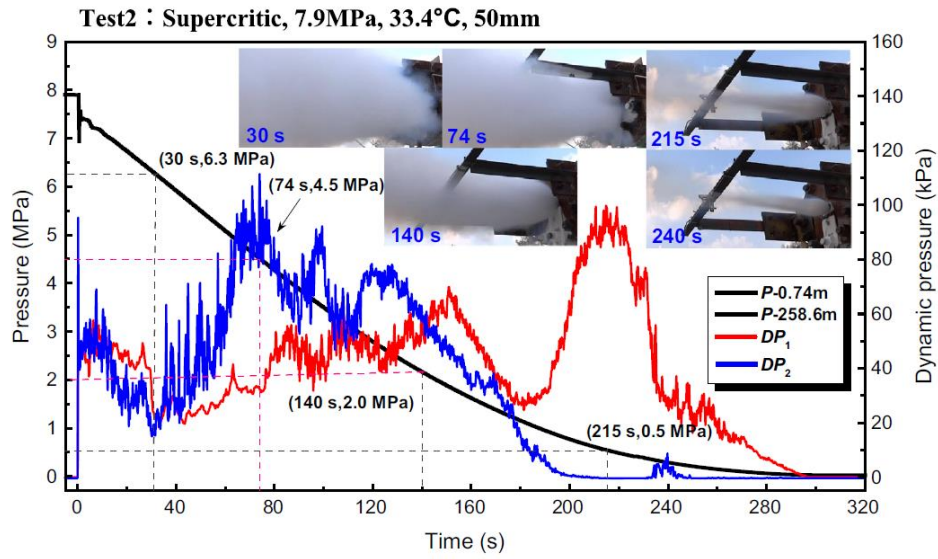 Test2：Supercritic, 7.9MPa, 33.4℃, 50mm
9
8
7
6
5
4
3
2
1
0
Pressure (MPa)
160
140
120
100
80
60
40
20
0
Dynamic pressure (kPa)
30 s
74 s
215 s
140 s
240 s
(30 s,6.3 MPa)
(74 s,4.5 MPa)
(140 s,2.0 MPa)
(215 s,0.5 MPa)
P-0.74m
P-258.6m
DP₁
DP₂
0 40 80 120 160 200 240 280 320
Time (s)